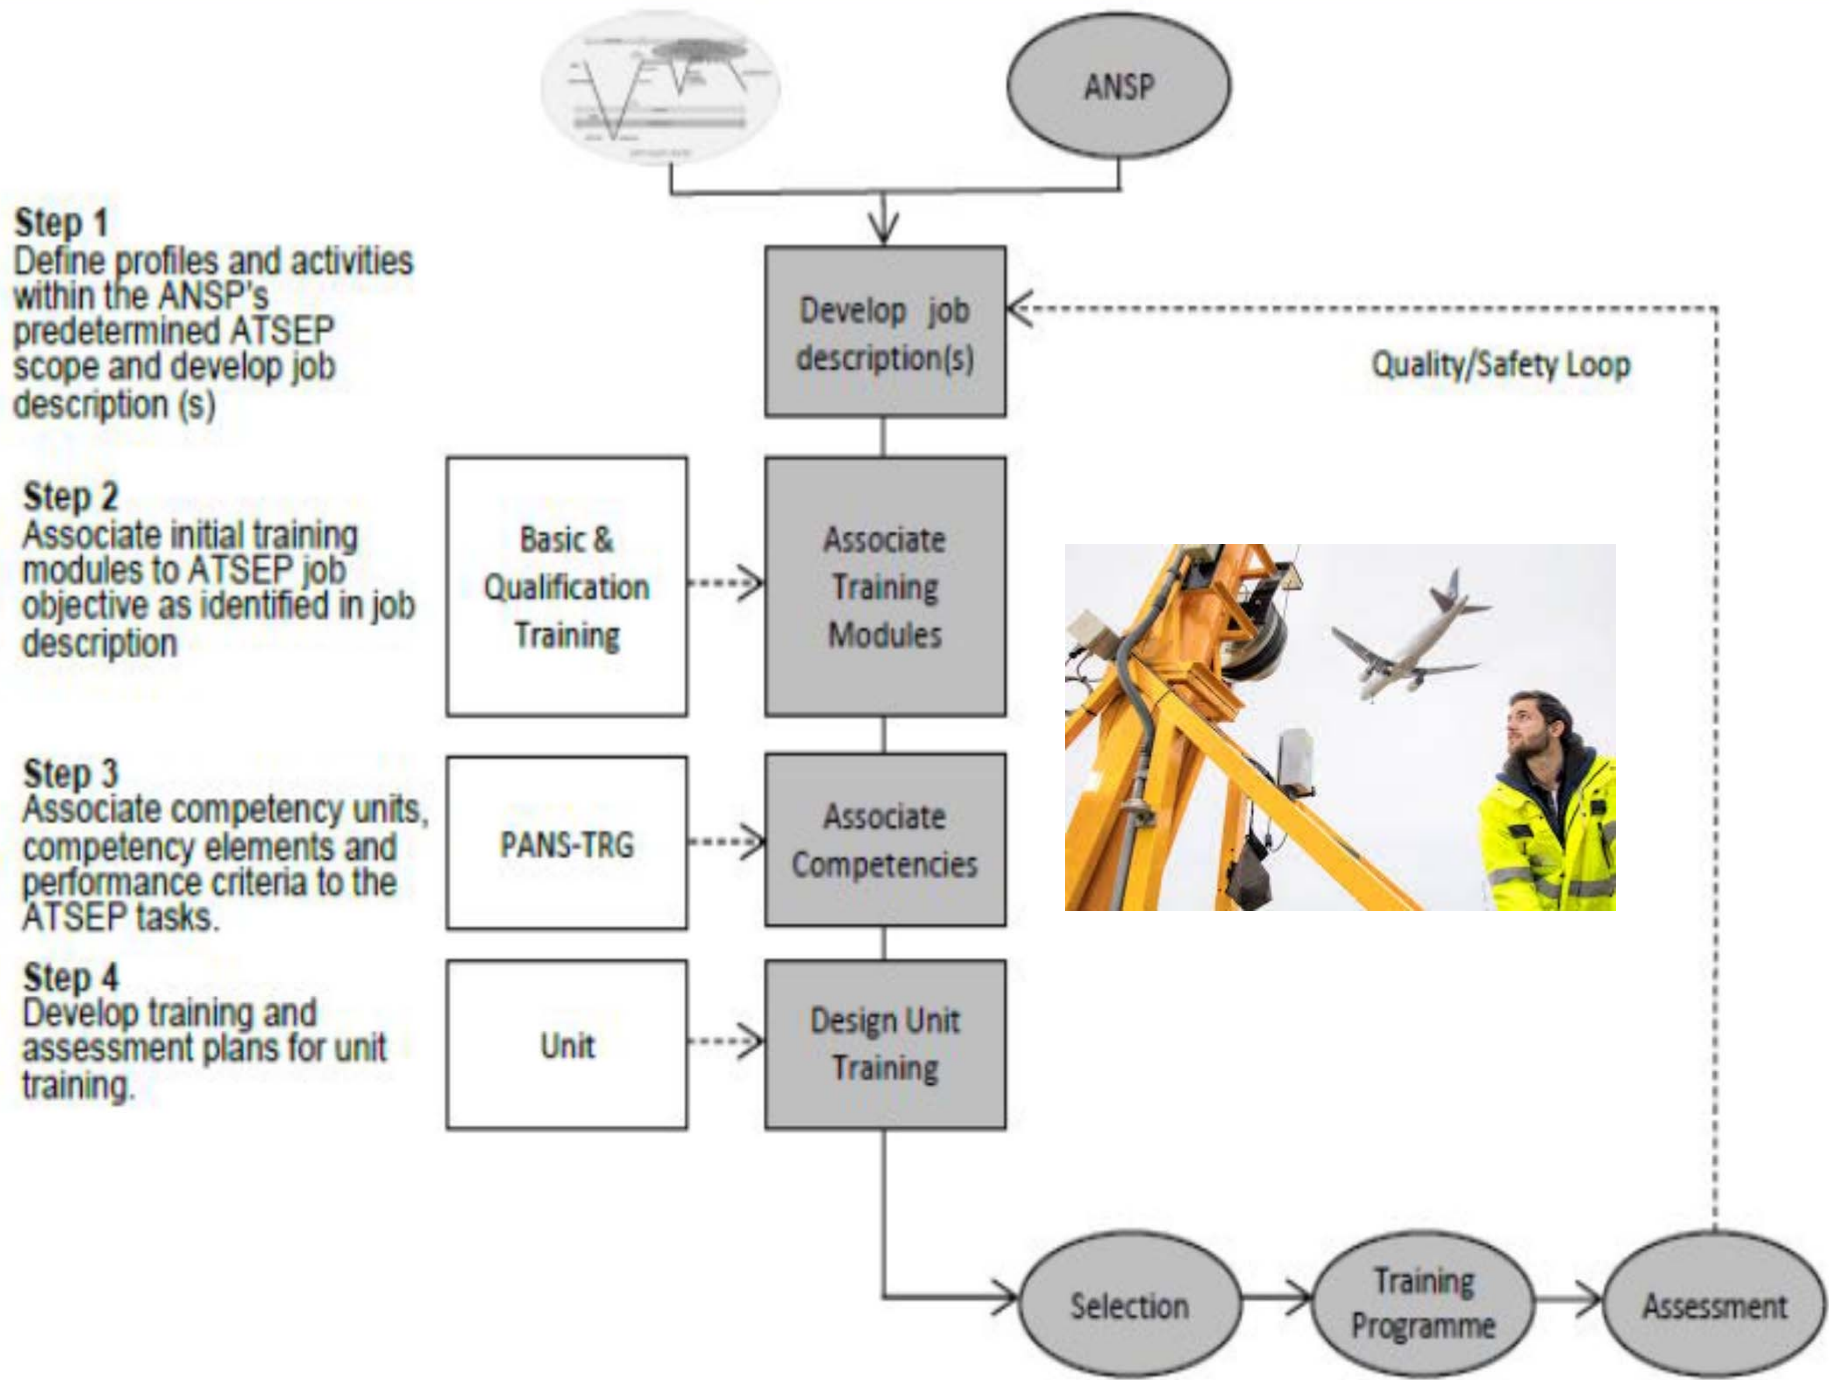 ANSP
Step 1
Define profiles and activities
within the ANSP's
predetermined ATSEP
scope and develop job
description (s)
Develop job
description(s)
Quality/Safety Loop
Step 2
Associate initial training
modules to ATSEP job
objective as identified in job
description
Basic &
Qualification
Training
Associate
Training
Modules
Step 3
Associate competency units,
competency elements and
performance criteria to the
ATSEP tasks.
PANS-TRG
Associate
Competencies
Step 4
Develop training and
assessment plans for unit
training.
Unit
Design Unit
Training
Selection
Training
Programme
Assessment